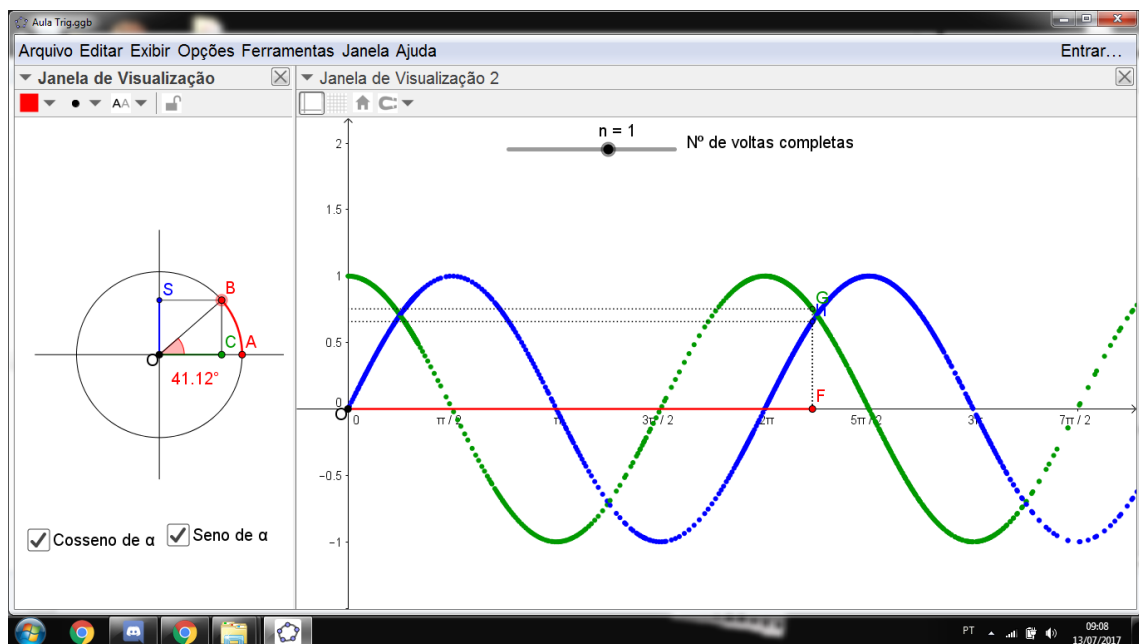 Aula Trig.ggb
Arquivo Editar Exibir Opções Ferramentas Janela Ajuda
Entrar…
Janela de Visualização
Janela de Visualização 2
AA
n = 1
Nº de voltas completas
2
1.5
1
0.5
0
−0.5
−1
S
B
O
C
A
41.12°
G
H
F
O
0
π / 2
π
3π / 2
2π
5π / 2
3π
7π / 2
Cosseno de α
Seno de α
PT
09:08
13/07/2017